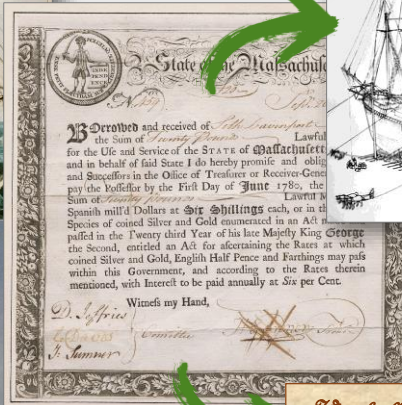 State of the Massachuse
No.
Borrowed and received of Seth Davenport
the Sum of Twenty Pounds Lawful
for the Use and Service of the STATE of Massachusett
and in behalf of said State I do hereby promise and oblig
and Successors in the Office of Treasurer or Receiver-Gene
pay the Possessor by the First Day of June 1780, the
Sum of Twenty pounds Lawful M
Spanish mill'd Dollars at Six Shillings each, or in th
Species of coined Silver and Gold enumerated in an Act m
passed in the Twenty third Year of his late Majesty King George
the Second, entitled an Act for ascertaining the Rates at which
coined Silver and Gold, English Half Pence and Farthings may pass
within this Government, and according to the Rates therein
mentioned, with Interest to be paid annually at Six per Cent.
Witness my Hand,
D. Jeffries
Committee
J. Sumner